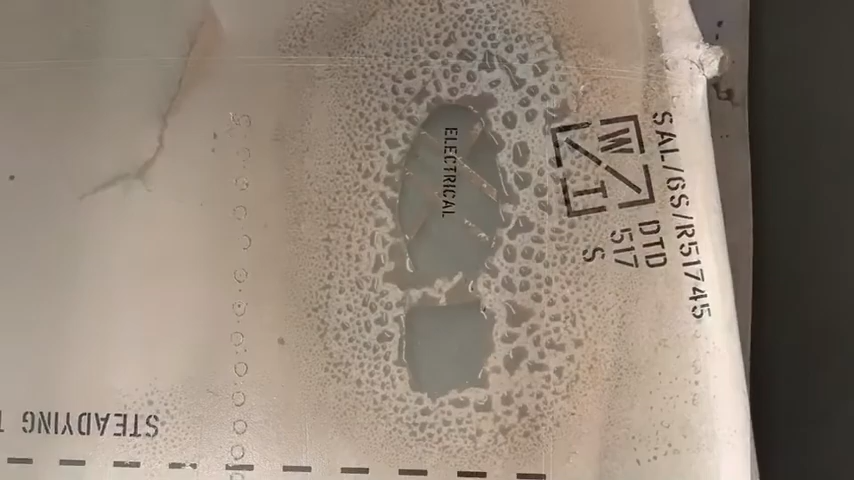 ELECTRICAL
SAL/GS/R51745
DTD
517
S
W
T
STEADYING